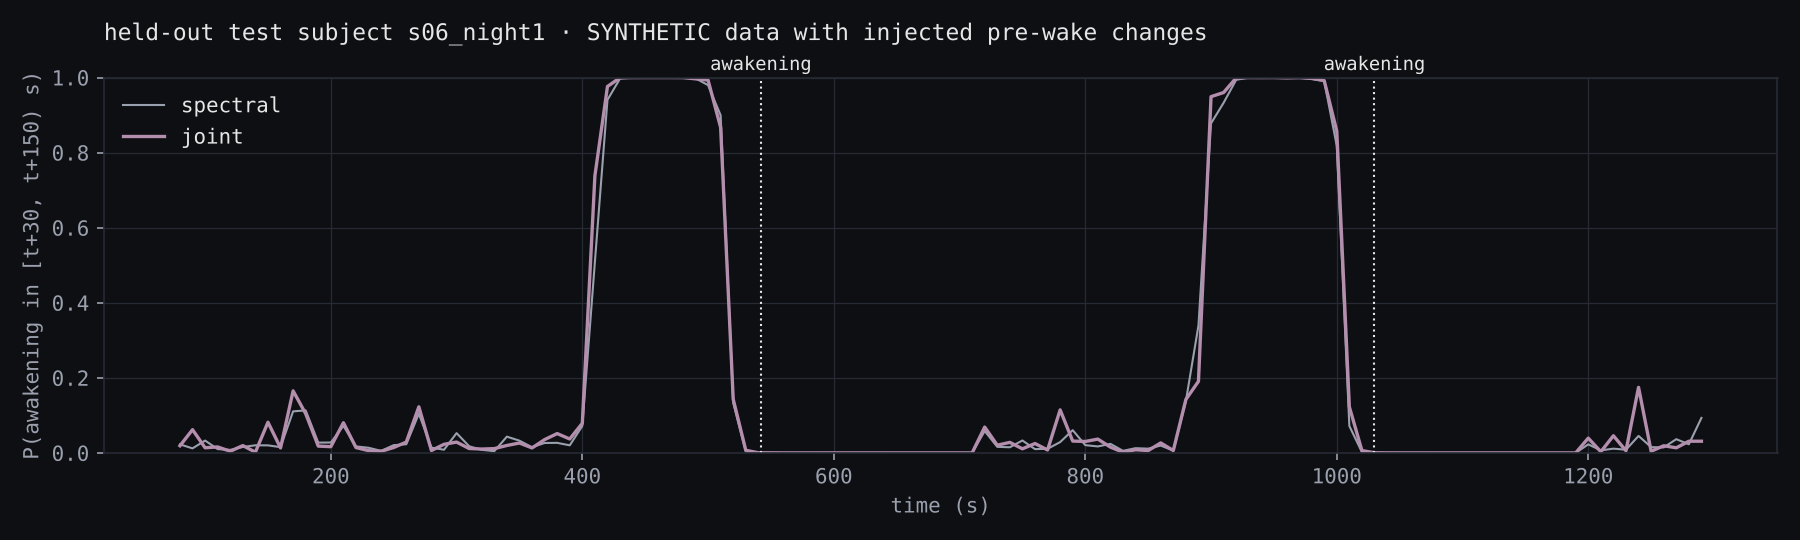 held-out test subject s06_night1 · SYNTHETIC data with injected pre-wake changes
awakening awakening
P(awakening in [t+30, t+150) s)
1.0
0.8
0.6
0.4
0.2
0.0
spectral
joint
200 400 600 800 1000 1200
time (s)